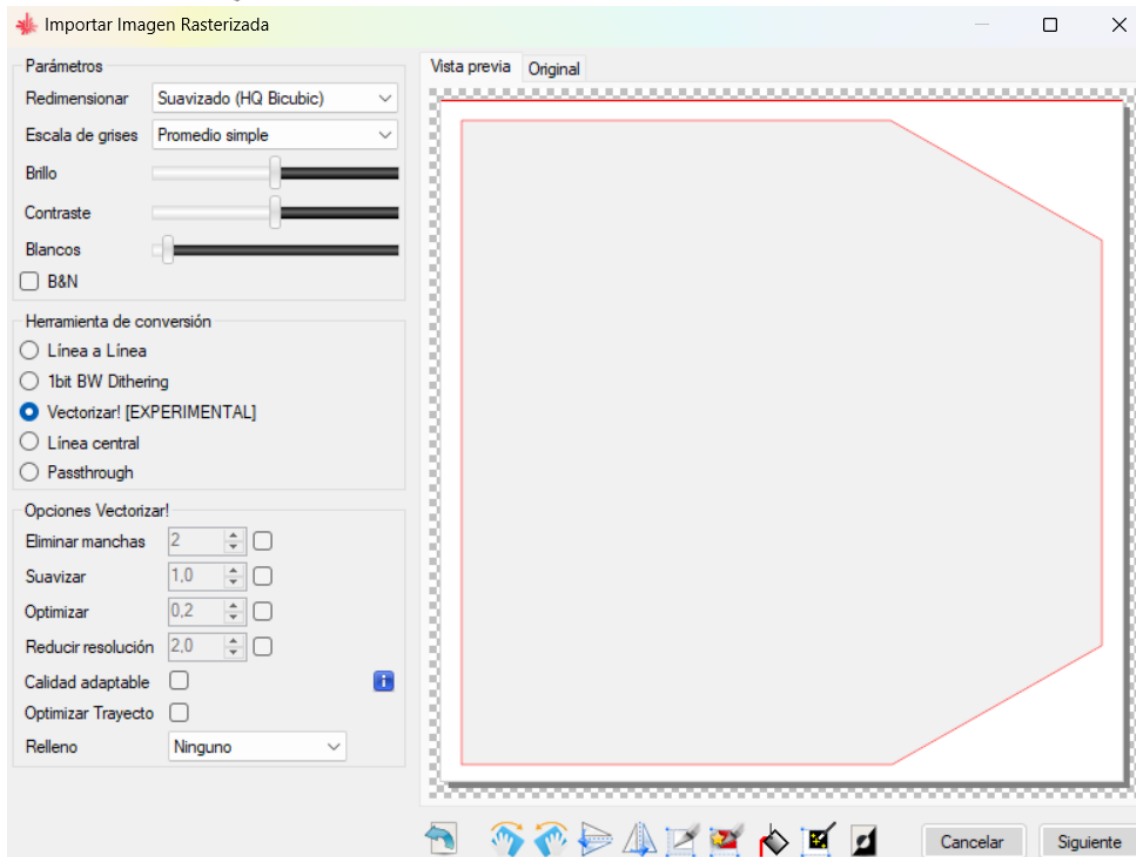 Importar Imagen Rasterizada
Parámetros
Redimensionar Suavizado (HQ Bicubic)
Escala de grises Promedio simple
Brillo
Contraste
Blancos
B&N
Herramienta de conversión
Línea a Línea
1bit BW Dithering
Vectorizar! [EXPERIMENTAL]
Línea central
Passthrough
Opciones Vectorizar!
Eliminar manchas 2
Suavizar 1,0
Optimizar 0,2
Reducir resolución 2,0
Calidad adaptable
Optimizar Trayecto
Relleno Ninguno
Vista previa Original
Cancelar Siguiente